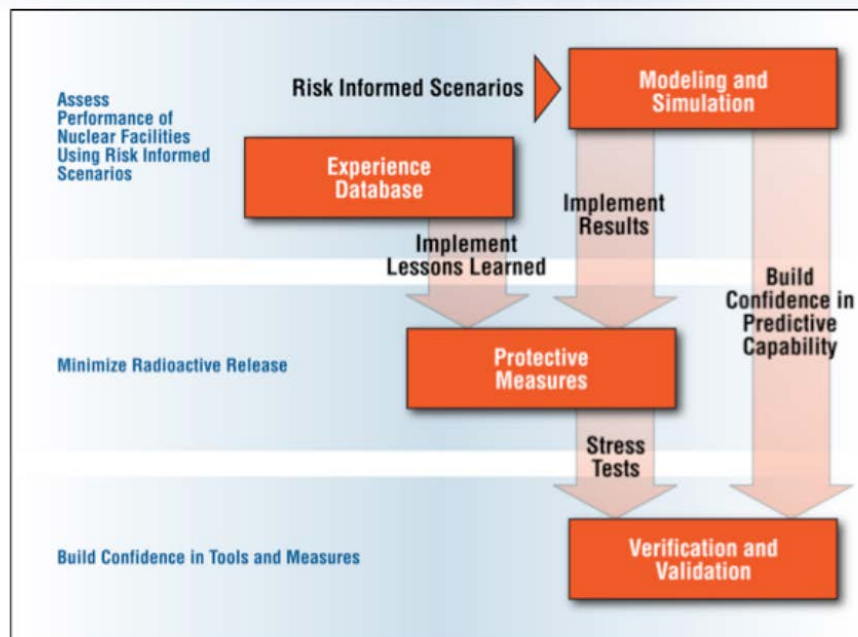 Assess
Performance of
Nuclear Facilities
Using Risk Informed
Scenarios
Risk Informed Scenarios
Modeling and
Simulation
Experience
Database
Implement
Lessons Learned
Implement
Results
Build
Confidence in
Predictive
Capability
Minimize Radioactive Release
Protective
Measures
Stress
Tests
Build Confidence in Tools and Measures
Verification and
Validation